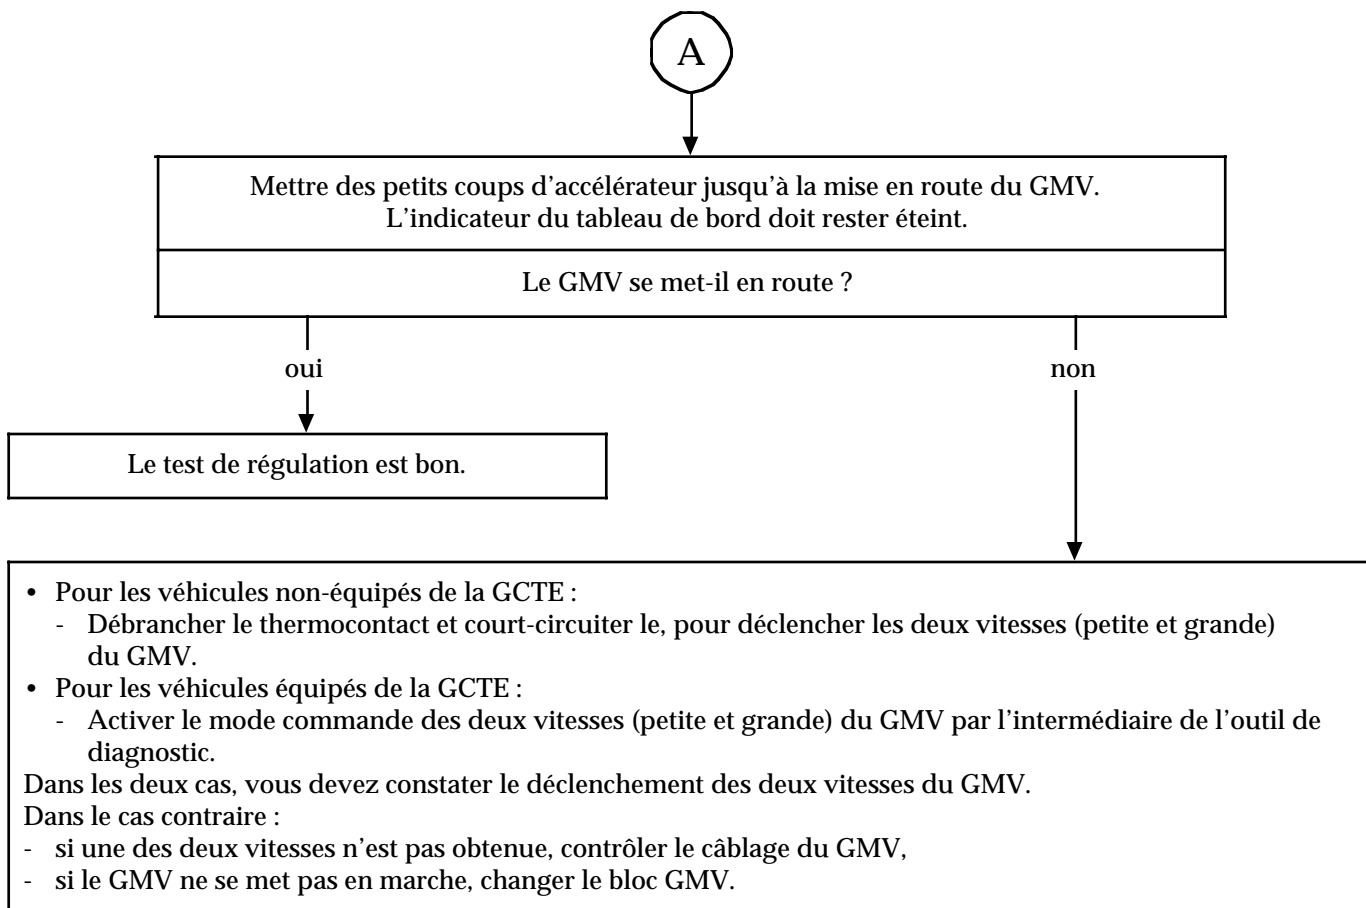 A
Mettre des petits coups d'accélérateur jusqu'à la mise en route du GMV.
L'indicateur du tableau de bord doit rester éteint.
Le GMV se met-il en route ?
oui
non
Le test de régulation est bon.
• Pour les véhicules non-équipés de la GCTE :
- Débrancher le thermocontact et court-circuiter le, pour déclencher les deux vitesses (petite et grande)
du GMV.
• Pour les véhicules équipés de la GCTE :
- Activer le mode commande des deux vitesses (petite et grande) du GMV par l'intermédiaire de l'outil de
diagnostic.
Dans les deux cas, vous devez constater le déclenchement des deux vitesses du GMV.
Dans le cas contraire :
- si une des deux vitesses n'est pas obtenue, contrôler le câblage du GMV,
- si le GMV ne se met pas en marche, changer le bloc GMV.